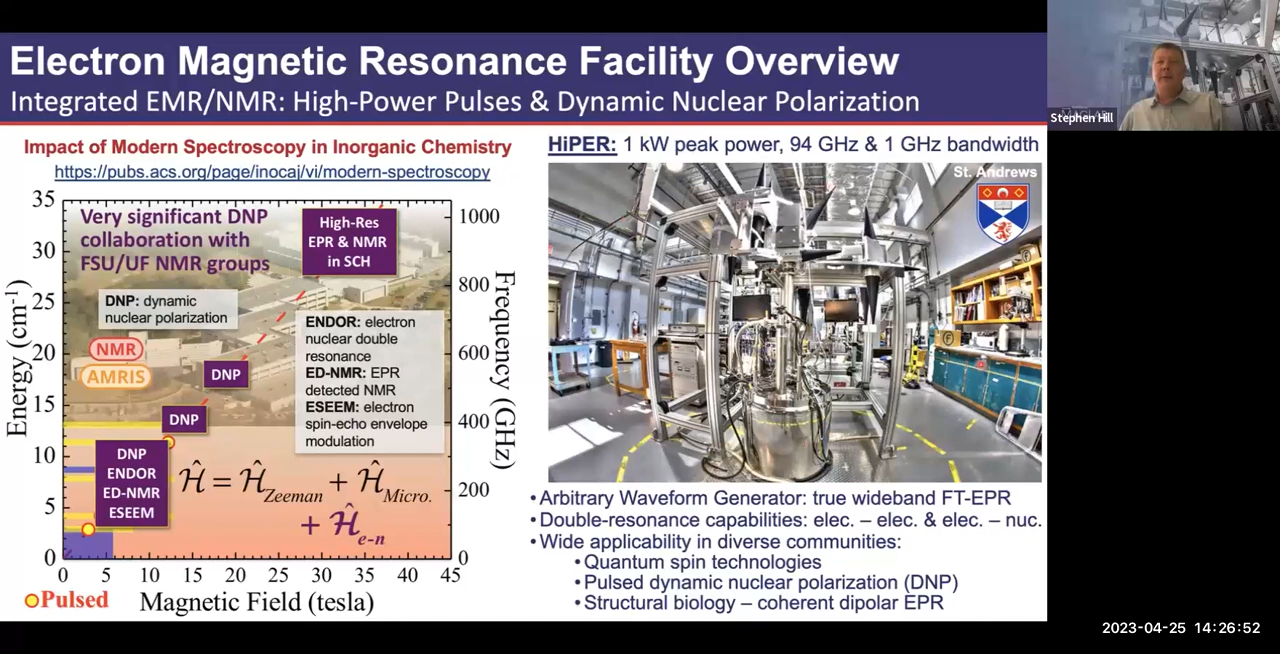 Electron Magnetic Resonance Facility Overview
Integrated EMR/NMR: High-Power Pulses & Dynamic Nuclear Polarization
Stephen Hill
Impact of Modern Spectroscopy in Inorganic Chemistry
https://pubs.acs.org/page/inocaj/vi/modern-spectroscopy
35
30
25
20
15
10
5
0
Energy (cm⁻¹)
Very significant DNP
collaboration with
FSU/UF NMR groups
High-Res
EPR & NMR
in SCH
DNP: dynamic
nuclear polarization
NMR
AMRIS
DNP
DNP
DNP
ENDOR
ED-NMR
ESEEM
ENDOR: electron
nuclear double
resonance
ED-NMR: EPR
detected NMR
ESEEM: electron
spin-echo envelope
modulation
Ĥ = Ĥ_Zeeman + Ĥ_Micro.
+ Ĥ_e-n
1000
800
600
400
200
0
Frequency (GHz)
0 5 10 15 20 25 30 35 40 45
Pulsed
Magnetic Field (tesla)
HiPER: 1 kW peak power, 94 GHz & 1 GHz bandwidth
St. Andrews
• Arbitrary Waveform Generator: true wideband FT-EPR
• Double-resonance capabilities: elec. – elec. & elec. – nuc.
• Wide applicability in diverse communities:
• Quantum spin technologies
• Pulsed dynamic nuclear polarization (DNP)
• Structural biology – coherent dipolar EPR
2023-04-25 14:26:52